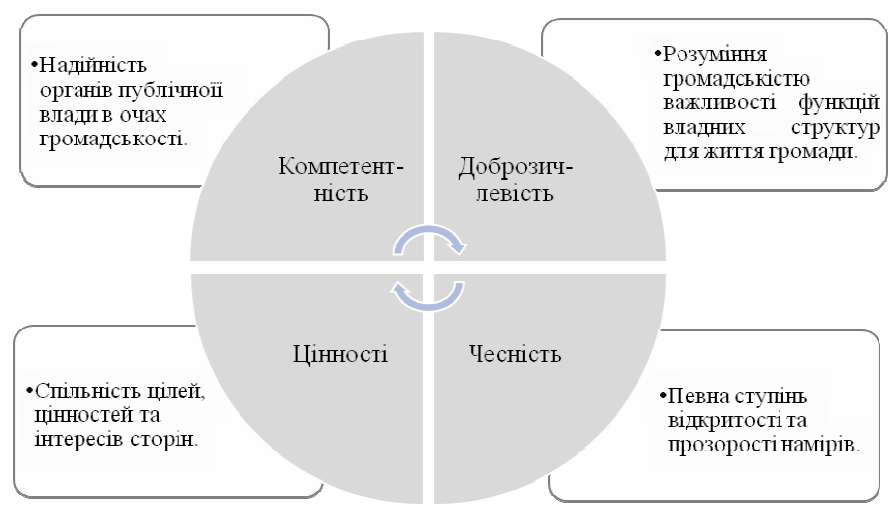 •Надійність
органів публічної
влади в очах
громадськості.
•Розуміння
громадськістю
важливості функцій
владних структур
для життя громади.
Компетент-
ність
Доброзич-
левість
Цінності
Чесність
•Спільність цілей,
цінностей та
інтересів сторін.
•Певна ступінь
відкритості та
прозорості намірів.